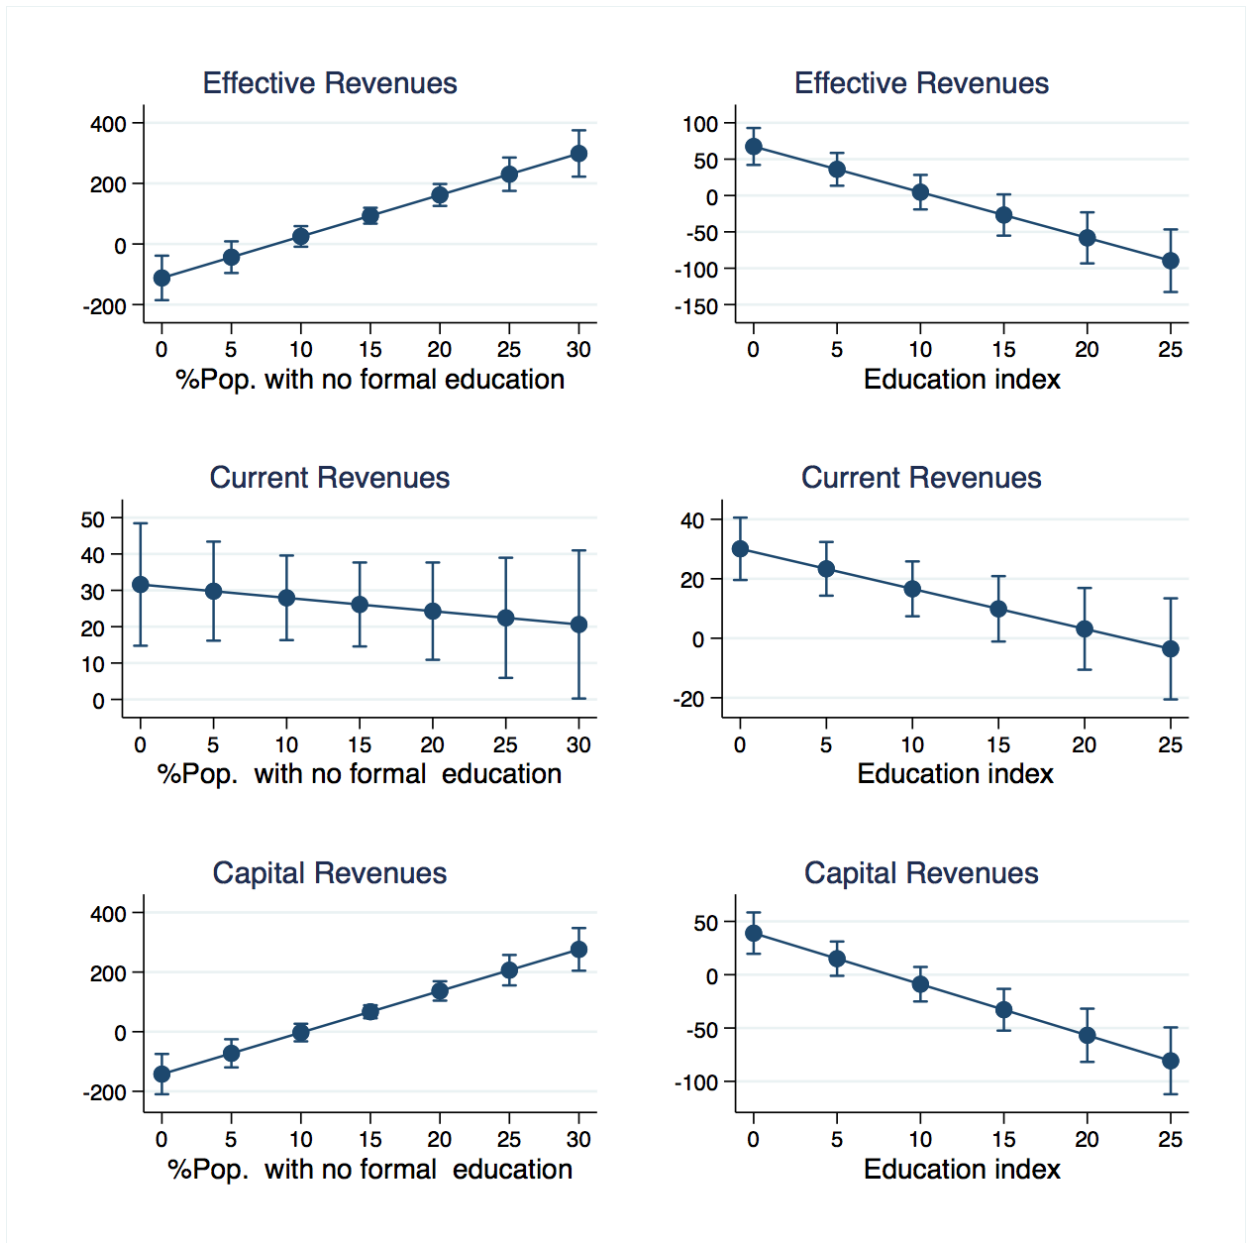 Effective Revenues
400
200
0
-200
0 5 10 15 20 25 30
%Pop. with no formal education
Effective Revenues
100
50
0
-50
-100
-150
0 5 10 15 20 25
Education index
Current Revenues
50
40
30
20
10
0
0 5 10 15 20 25 30
%Pop.  with no formal  education
Current Revenues
40
20
0
-20
0 5 10 15 20 25
Education index
Capital Revenues
400
200
0
-200
0 5 10 15 20 25 30
%Pop.  with no formal  education
Capital Revenues
50
0
-50
-100
0 5 10 15 20 25
Education index